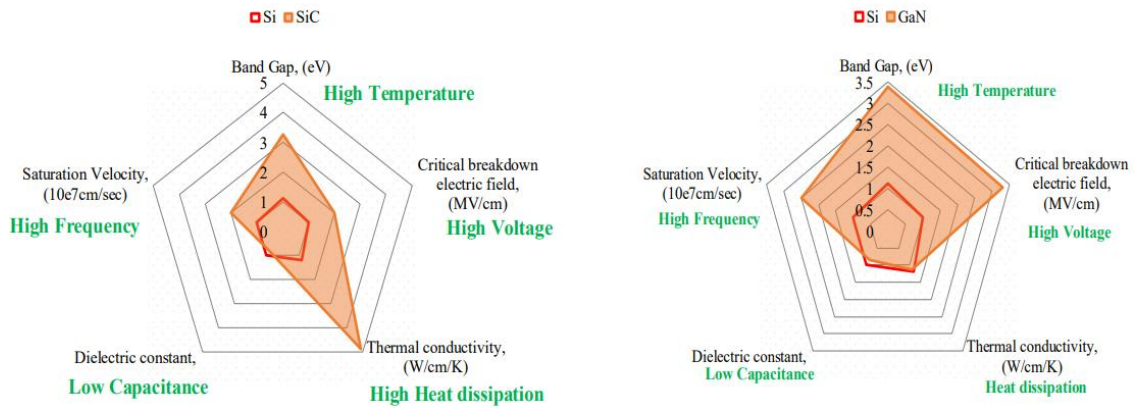 Si SiC
Band Gap, (eV)
High Temperature
5
4
3
2
1
0
Saturation Velocity,
(10e7cm/sec)
High Frequency
Critical breakdown
electric field,
(MV/cm)
High Voltage
Dielectric constant,
Low Capacitance
Thermal conductivity,
(W/cm/K)
High Heat dissipation
Si GaN
Band Gap, (eV)
High Temperature
3.5
3
2.5
2
1.5
1
0.5
0
Saturation Velocity,
(10e7cm/sec)
High Frequency
Critical breakdown
electric field,
(MV/cm)
High Voltage
Dielectric constant,
Low Capacitance
Thermal conductivity,
(W/cm/K)
Heat dissipation